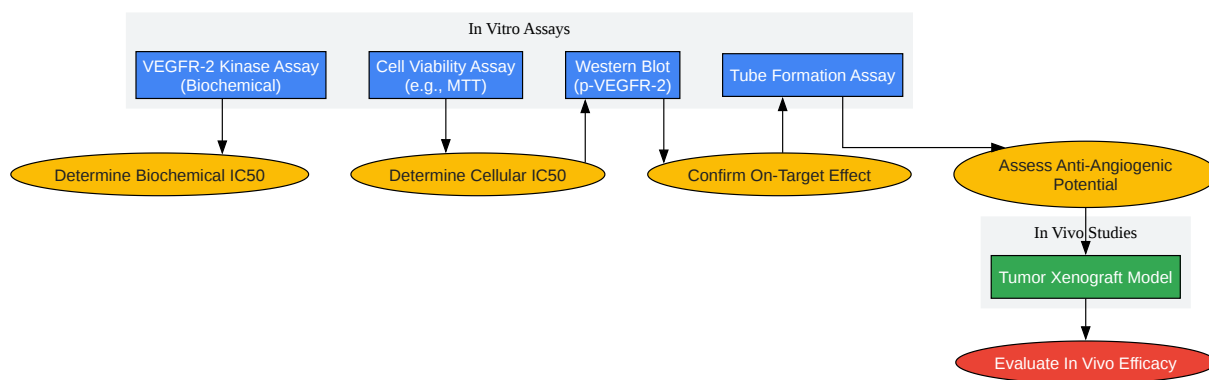 In Vitro Assays
VEGFR-2 Kinase Assay
(Biochemical)
Cell Viability Assay
(e.g., MTT)
Western Blot
(p-VEGFR-2)
Tube Formation Assay
Determine Biochemical IC50
Determine Cellular IC50
Confirm On-Target Effect
Assess Anti-Angiogenic
Potential
In Vivo Studies
Tumor Xenograft Model
Evaluate In Vivo Efficacy